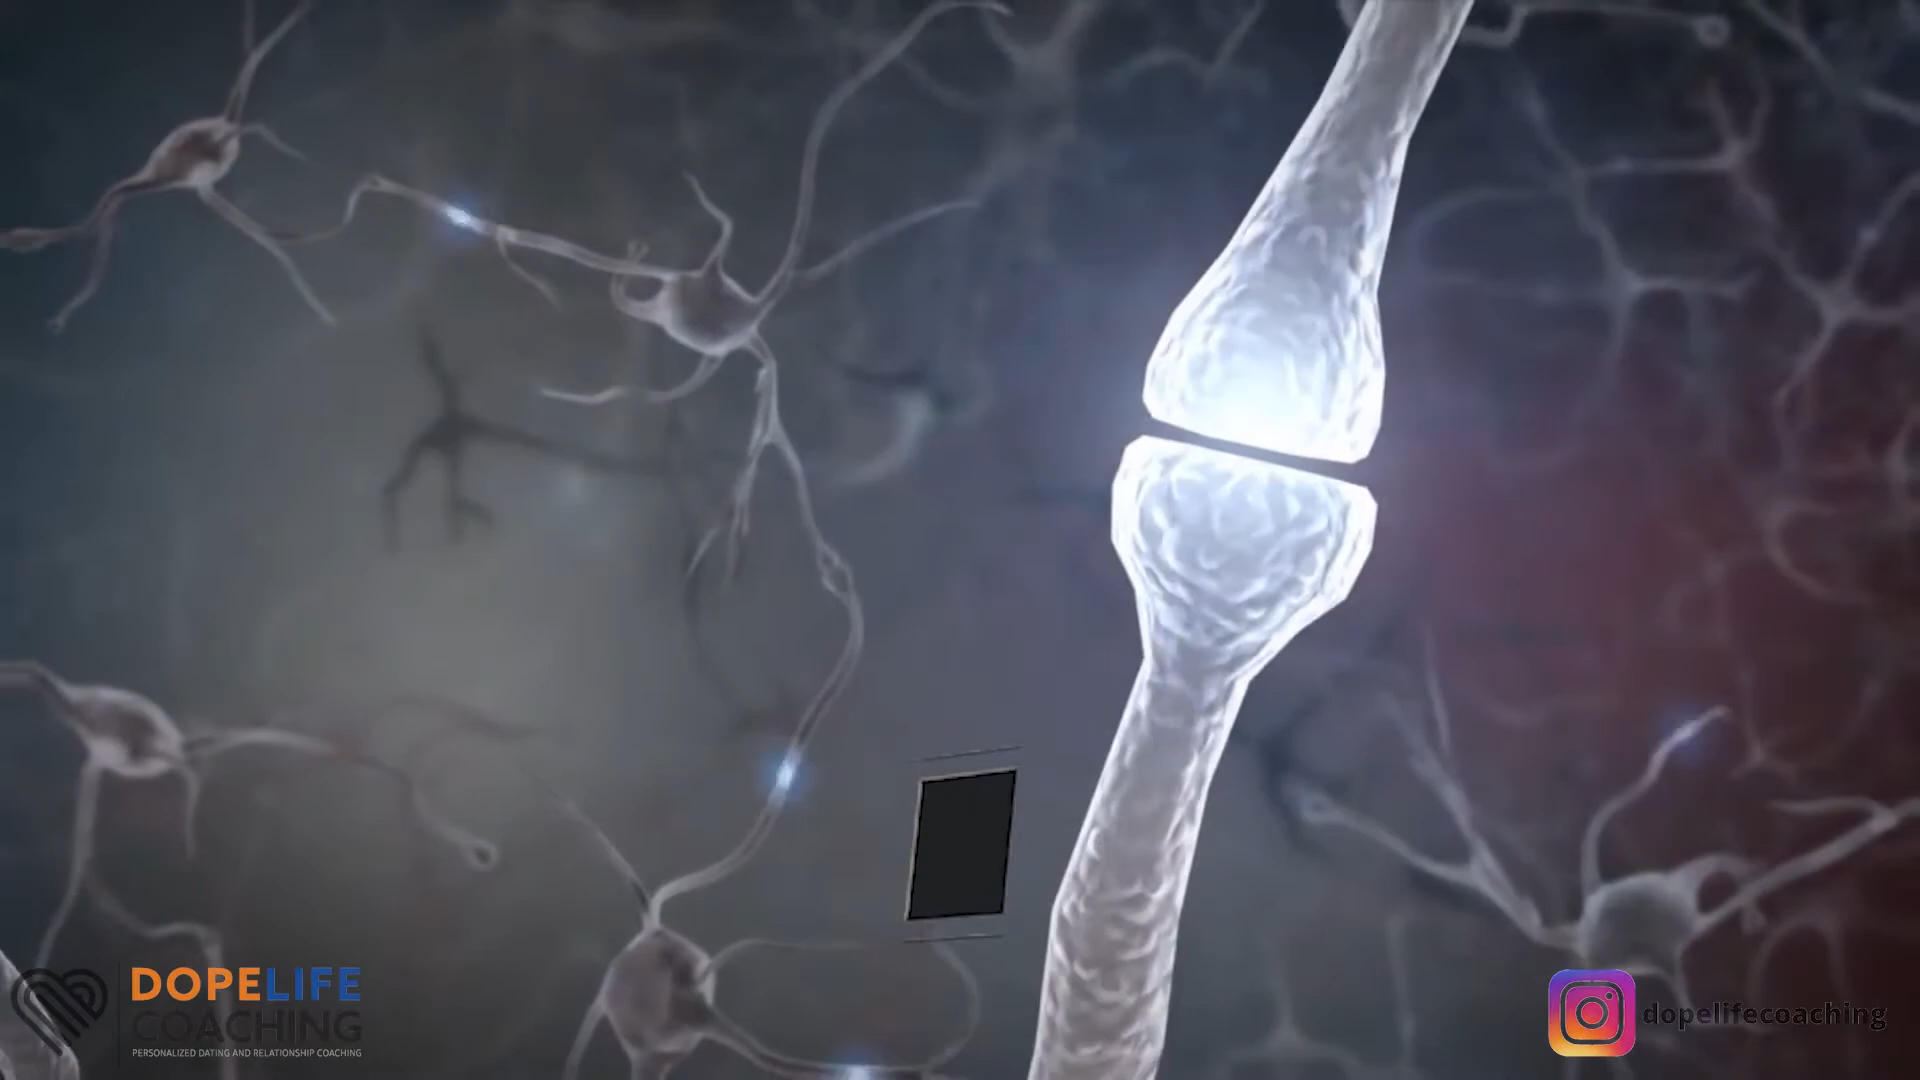 DOPELIFE
COACHING
PERSONALIZED DATING AND RELATIONSHIP COACHING
dopelifecoaching